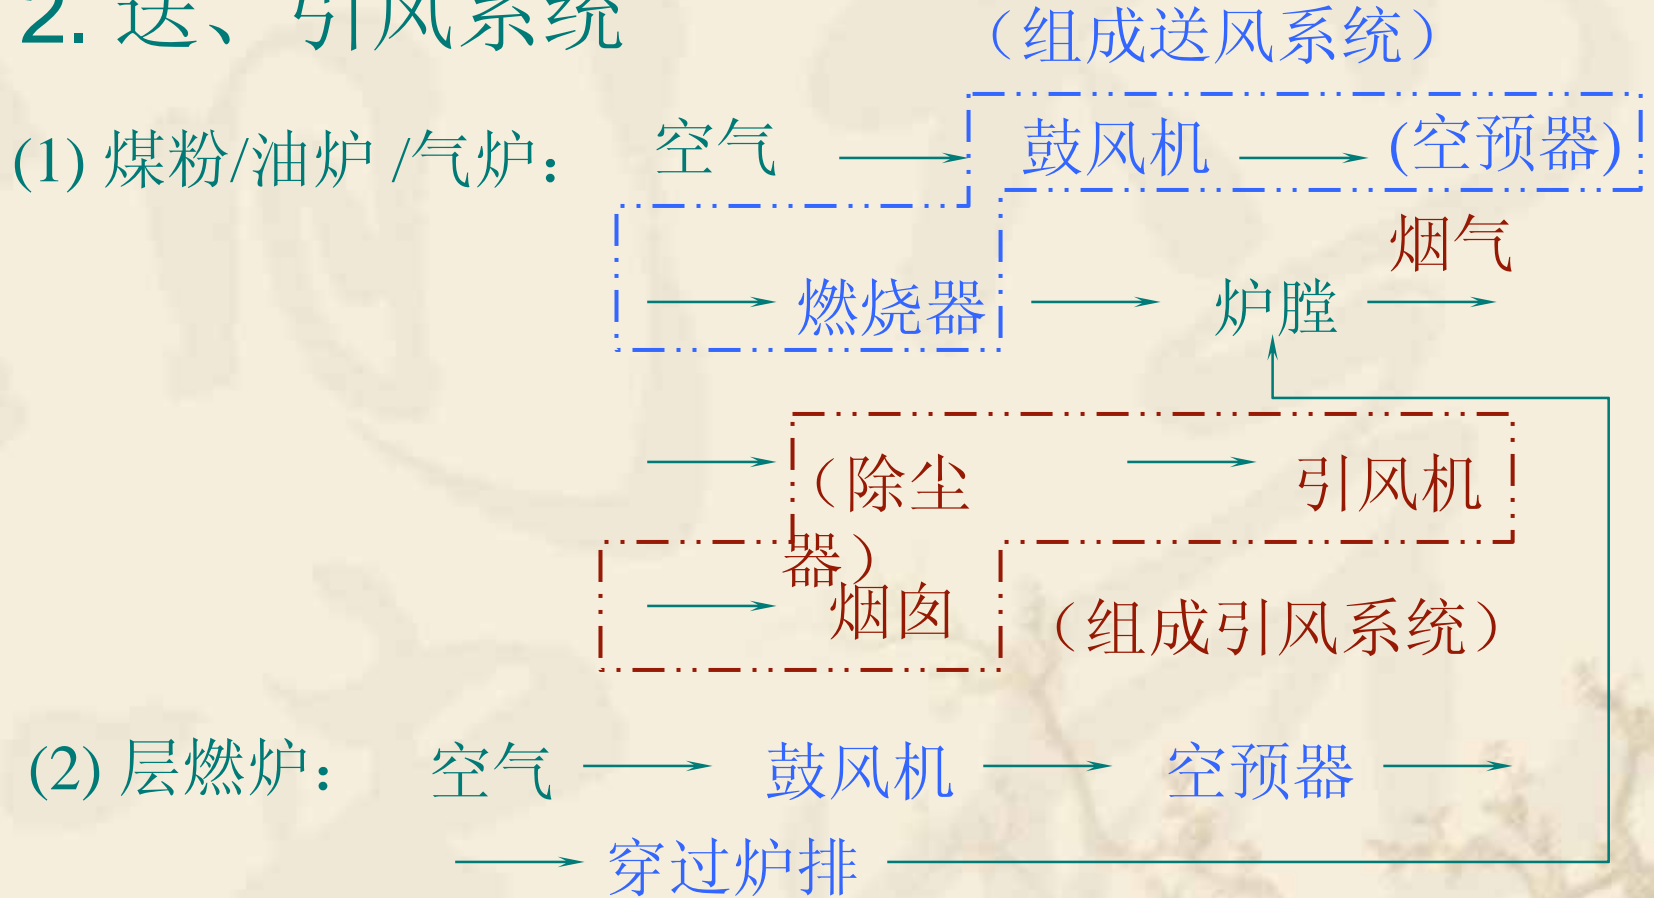 2. 送、引风系统
（组成送风系统）
(1) 煤粉/油炉 /气炉： 空气 鼓风机 (空预器)
烟气
燃烧器 炉膛
（除尘器） 引风机
烟囱 （组成引风系统）
(2) 层燃炉： 空气 鼓风机 空预器
穿过炉排